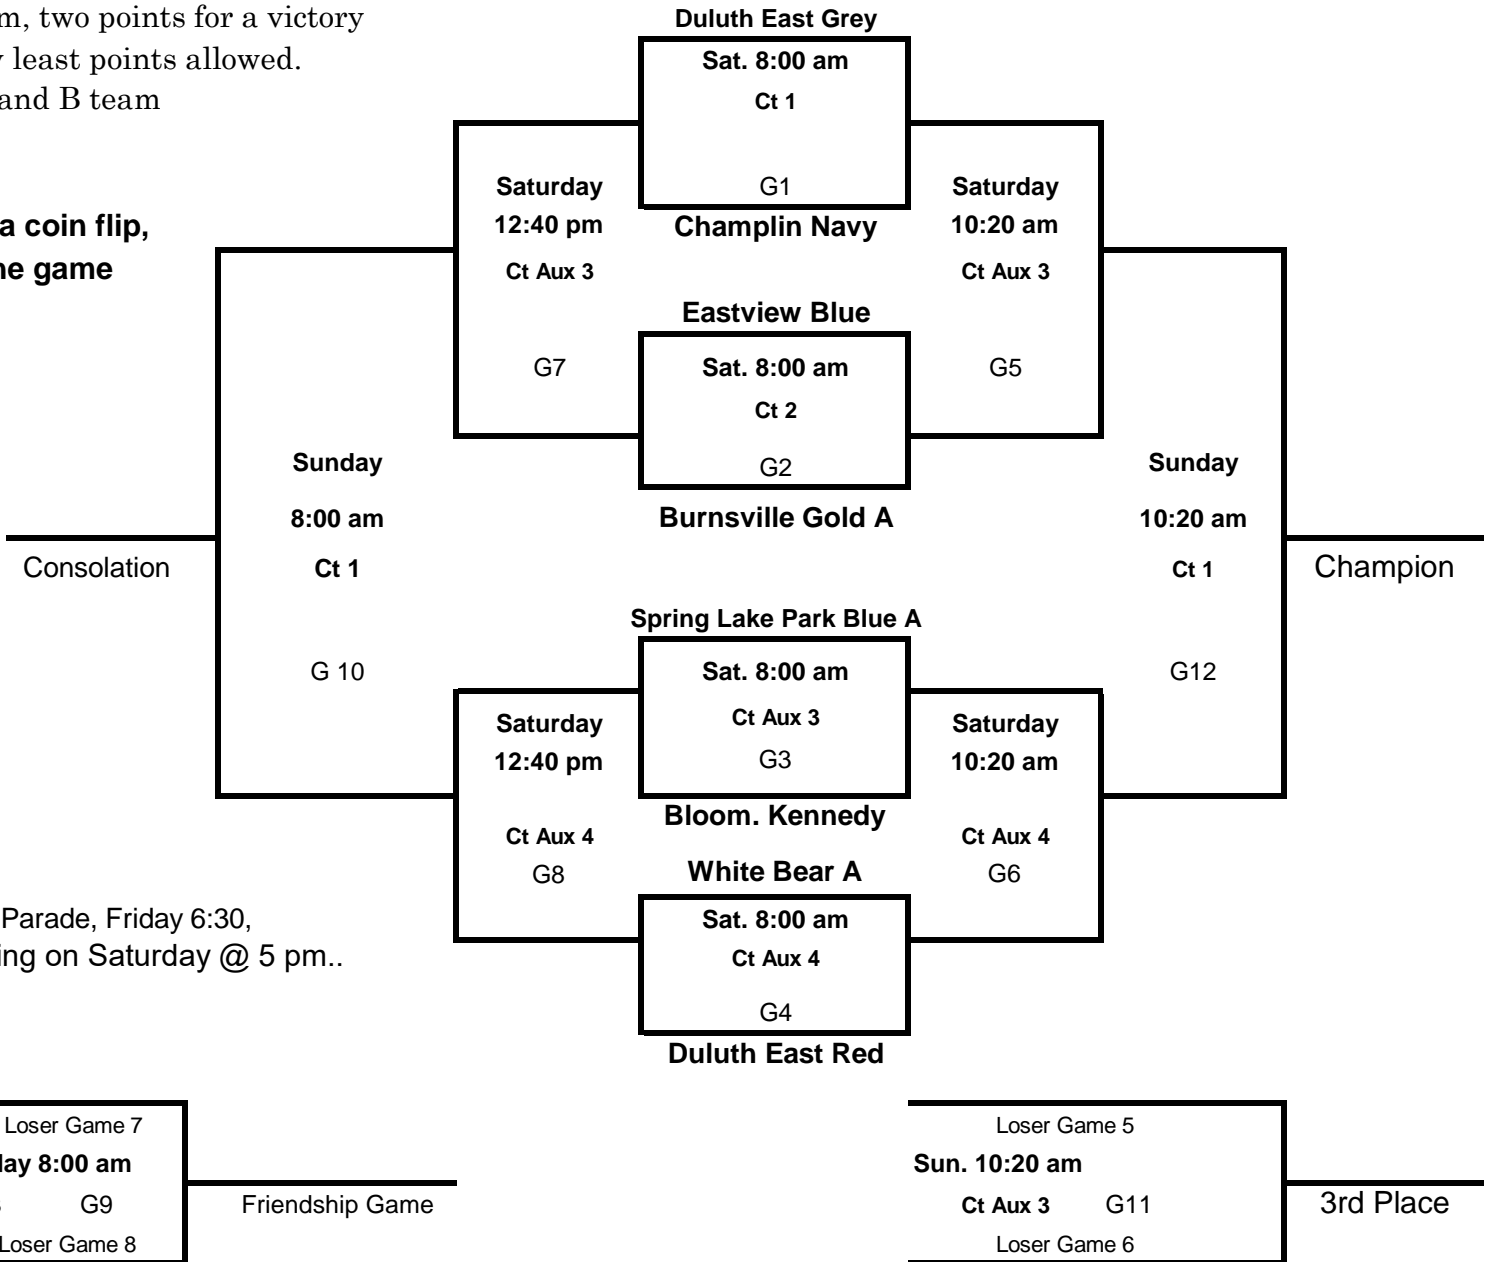 m, two points for a victory
y least points allowed.
and B team
a coin flip,
ne game
Duluth East Grey
Sat. 8:00 am
Ct 1
G1
Champlin Navy
Saturday
12:40 pm
Ct Aux 3
G7
Saturday
10:20 am
Ct Aux 3
G5
Eastview Blue
Sat. 8:00 am
Ct 2
G2
Burnsville Gold A
Sunday
8:00 am
Ct 1
G 10
Consolation
Sunday
10:20 am
Ct 1
G12
Champion
Spring Lake Park Blue A
Sat. 8:00 am
Ct Aux 3
G3
Bloom. Kennedy
Saturday
12:40 pm
Ct Aux 4
G8
Saturday
10:20 am
Ct Aux 4
G6
White Bear A
Sat. 8:00 am
Ct Aux 4
G4
Duluth East Red
Parade, Friday 6:30,
ing on Saturday @ 5 pm..
Loser Game 7
lay 8:00 am
G9
Loser Game 8
Friendship Game
Loser Game 5
Sun. 10:20 am
Ct Aux 3 G11
Loser Game 6
3rd Place